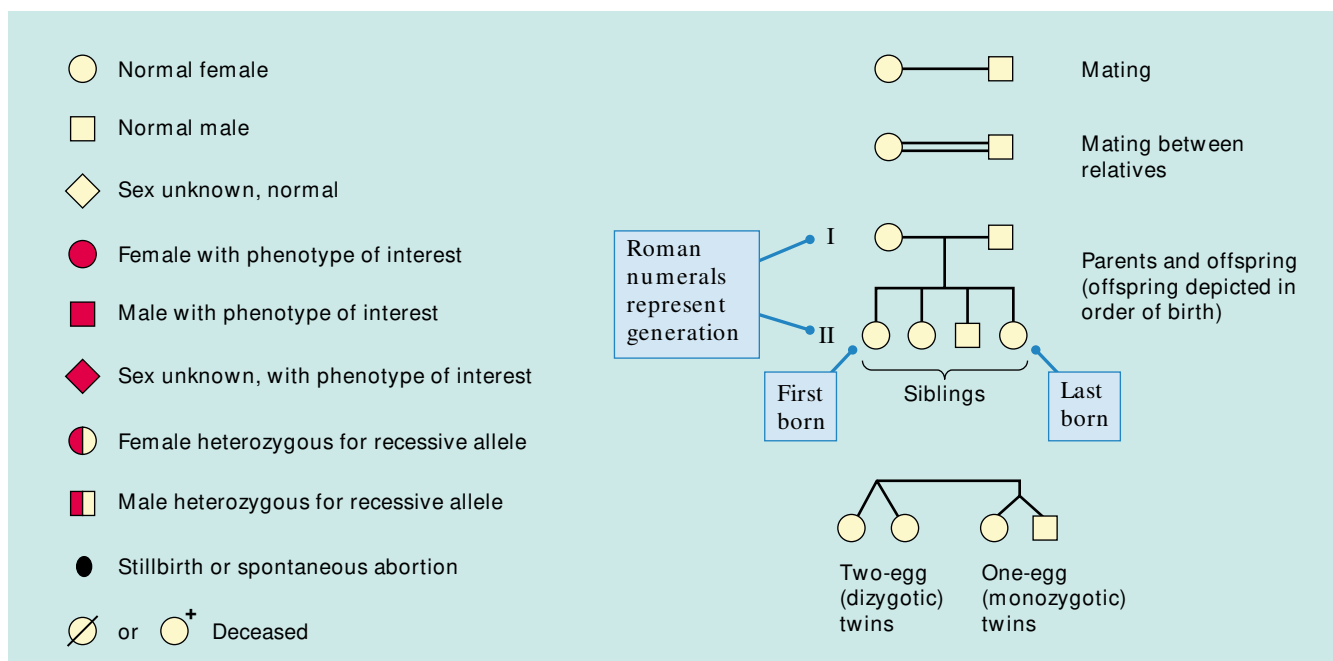 Normal female
Normal male
Sex unknown, normal
Female with phenotype of interest
Male with phenotype of interest
Sex unknown, with phenotype of interest
Female heterozygous for recessive allele
Male heterozygous for recessive allele
Stillbirth or spontaneous abortion
or + Deceased
Mating
Mating between
relatives
Roman
numerals
represent
generation
I
II
Parents and offspring
(offspring depicted in
order of birth)
First
born
Siblings
Last
born
Two-egg
(dizygotic)
twins
One-egg
(monozygotic)
twins